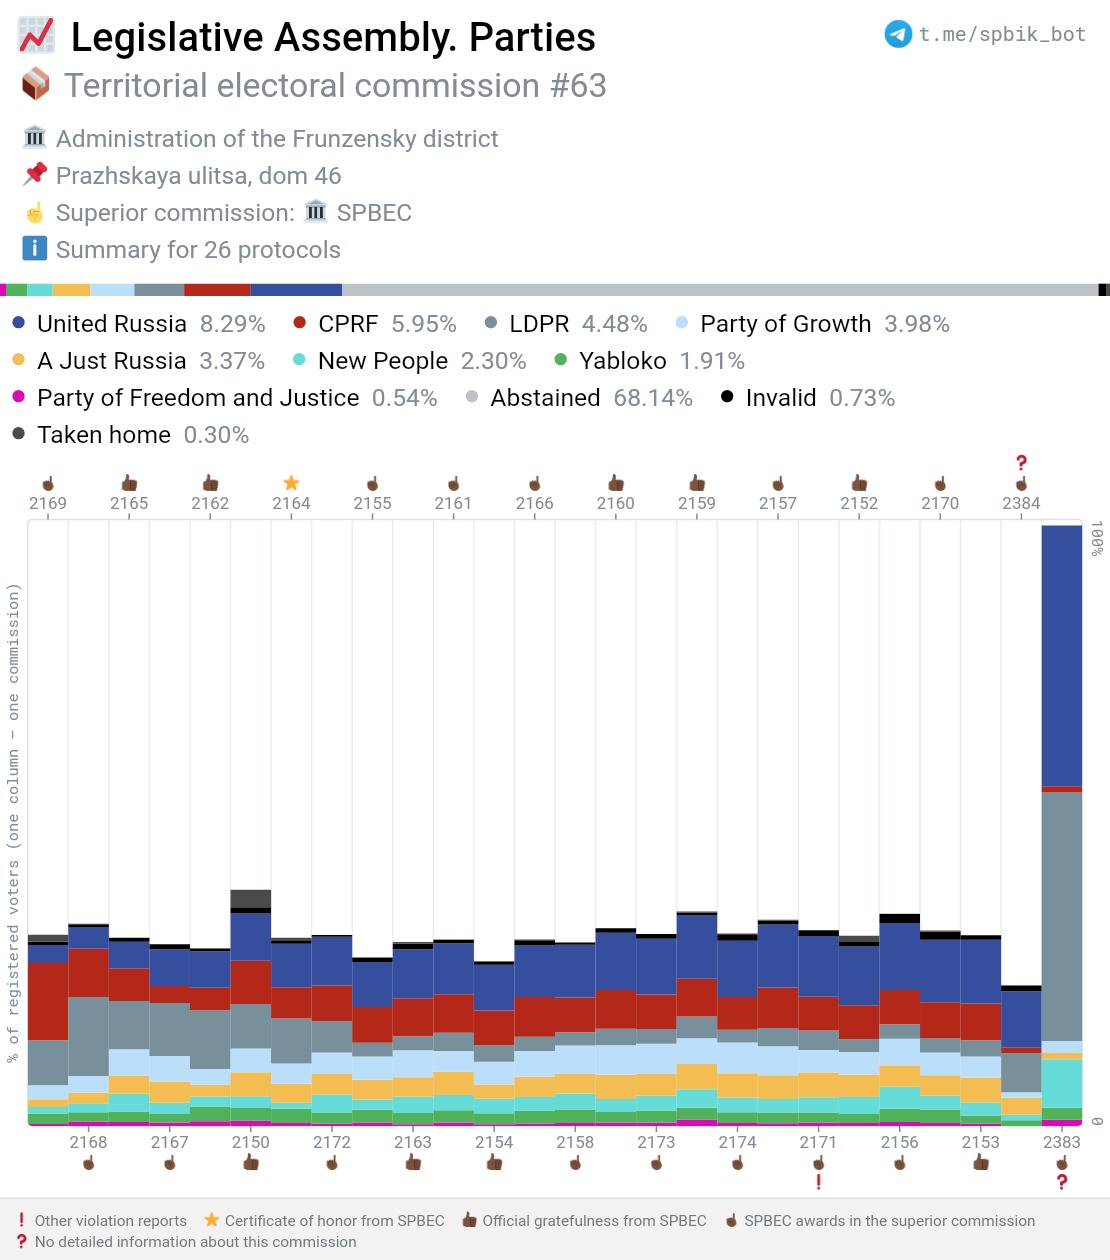 Legislative Assembly. Parties
t.me/spbik_bot
Territorial electoral commission #63
Administration of the Frunzensky district
Prazhskaya ulitsa, dom 46
Superior commission: SPBEC
Summary for 26 protocols
United Russia 8.29% CPRF 5.95% LDPR 4.48% Party of Growth 3.98%
A Just Russia 3.37% New People 2.30% Yabloko 1.91%
Party of Freedom and Justice 0.54% Abstained 68.14% Invalid 0.73%
Taken home 0.30%
2169 2165 2162 2164 2155 2161 2166 2160 2159 2157 2152 2170 2384
100%
% of registered voters (one column – one commission)
0
2168 2167 2150 2172 2163 2154 2158 2173 2174 2171 2156 2153 2383
Other violation reports Certificate of honor from SPBEC Official gratefulness from SPBEC SPBEC awards in the superior commission
No detailed information about this commission